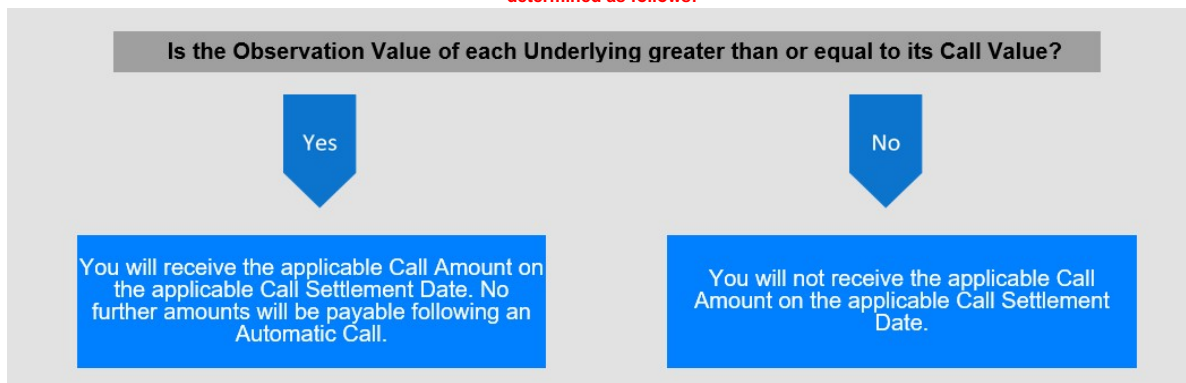 determined as follows:
Is the Observation Value of each Underlying greater than or equal to its Call Value?
Yes
No
You will receive the applicable Call Amount on
the applicable Call Settlement Date. No
further amounts will be payable following an
Automatic Call.
You will not receive the applicable Call
Amount on the applicable Call Settlement
Date.